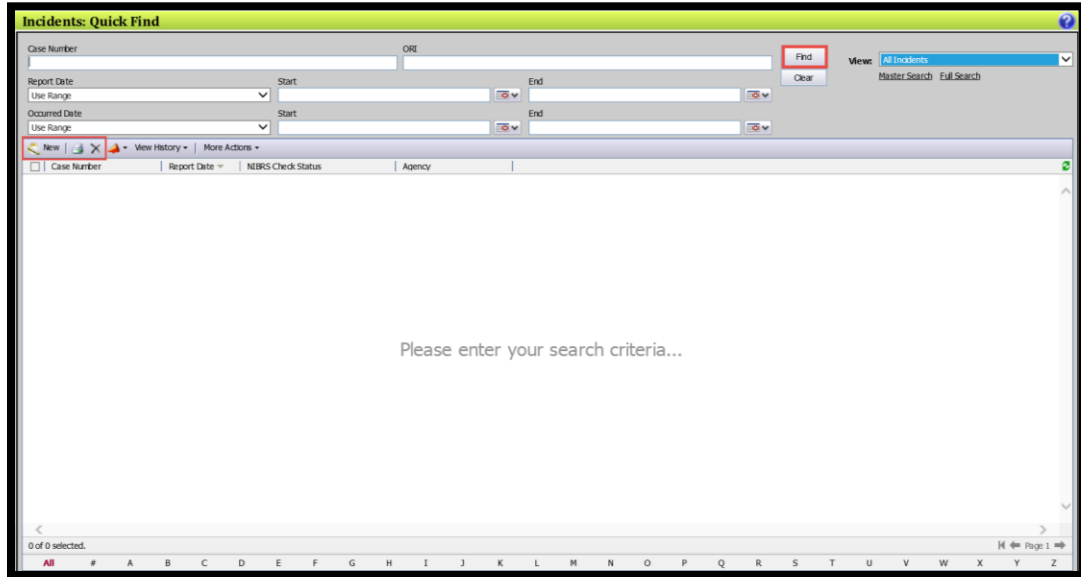 Incidents: Quick Find
?
Case Number ORI
Find View: All Incidents
Clear Master Search Full Search
Report Date Start End
Use Range
Occurred Date Start End
Use Range
New View History More Actions
Case Number Report Date NIBRS Check Status Agency
Please enter your search criteria...
0 of 0 selected. Page 1
All # A B C D E F G H I J K L M N O P Q R S T U V W X Y Z